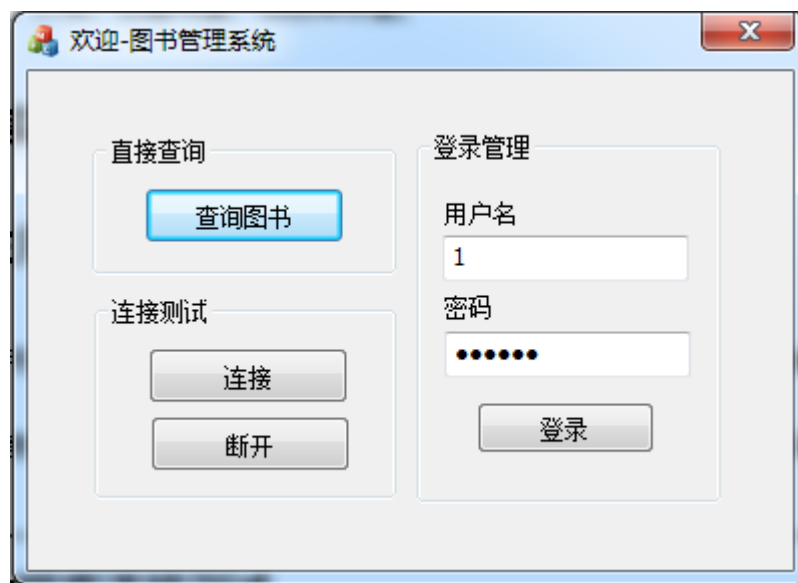 欢迎-图书管理系统
直接查询
查询图书
连接测试
连接
断开
登录管理
用户名
1
密码
••••••
登录